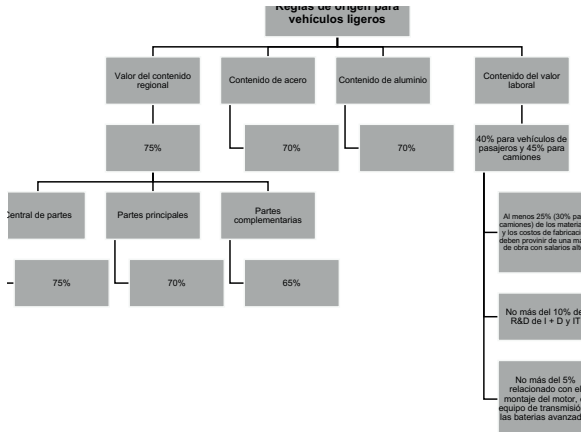 Reglas de origen para
vehículos ligeros
Valor del contenido
regional
Contenido de acero
Contenido de aluminio
Contenido del valor
laboral
75%
70%
70%
40% para vehículos de
pasajeros y 45% para
camiones
Central de partes
Partes principales
Partes
complementarias
Al menos 25% (30% pa
camiones) de los materia
y los costos de fabricaci
deben provinir de una ma
de obra con salarios alt
75%
70%
65%
No más del 10% de
R&D de I + D y IT
No más del 5%
relacionado con el
montaje del motor,
equipo de transmisió
las baterias avanzad